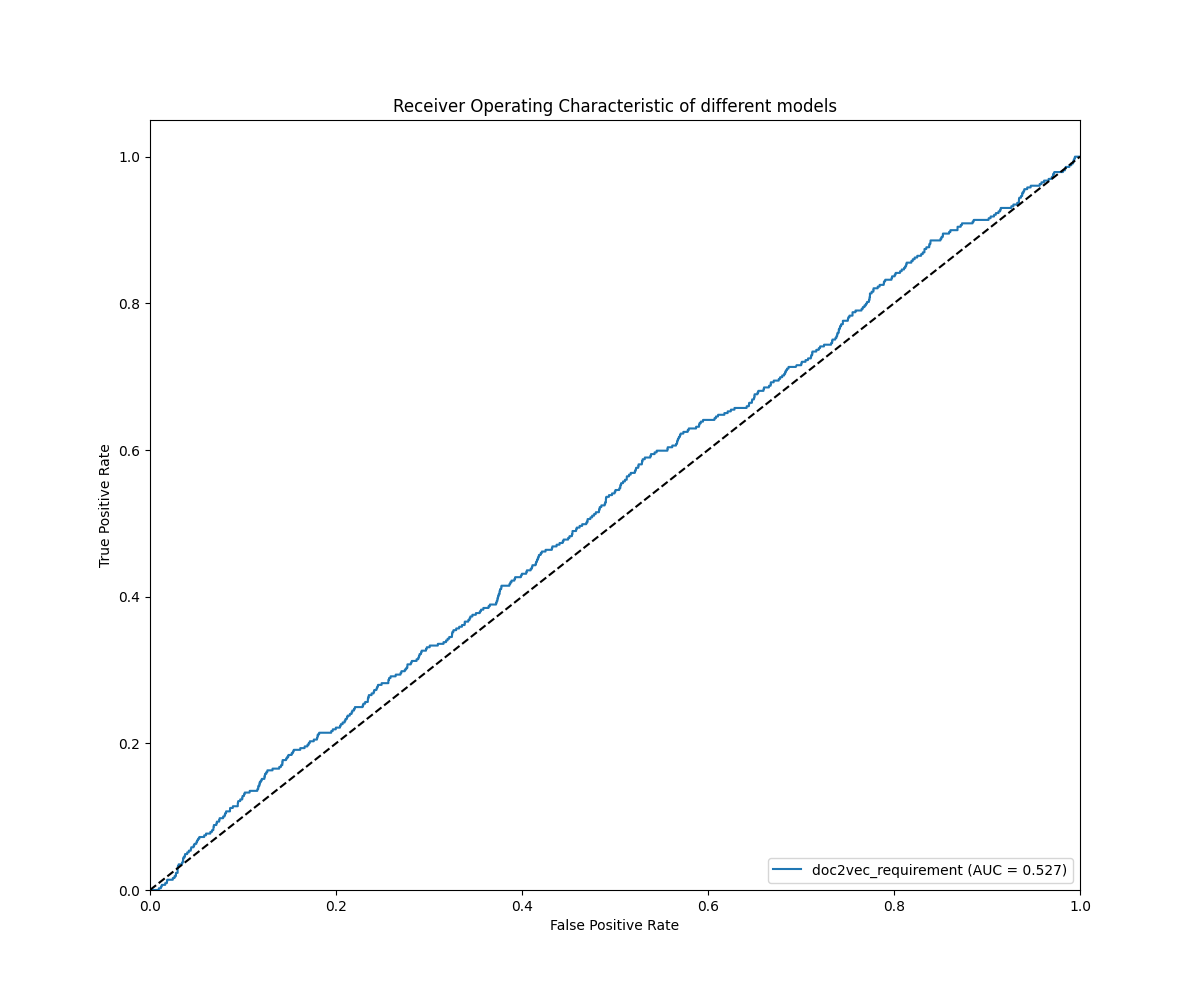 Receiver Operating Characteristic of different models
1.0
0.8
0.6
0.4
0.2
0.0
True Positive Rate
doc2vec_requirement (AUC = 0.527)
0.0 0.2 0.4 0.6 0.8 1.0
False Positive Rate